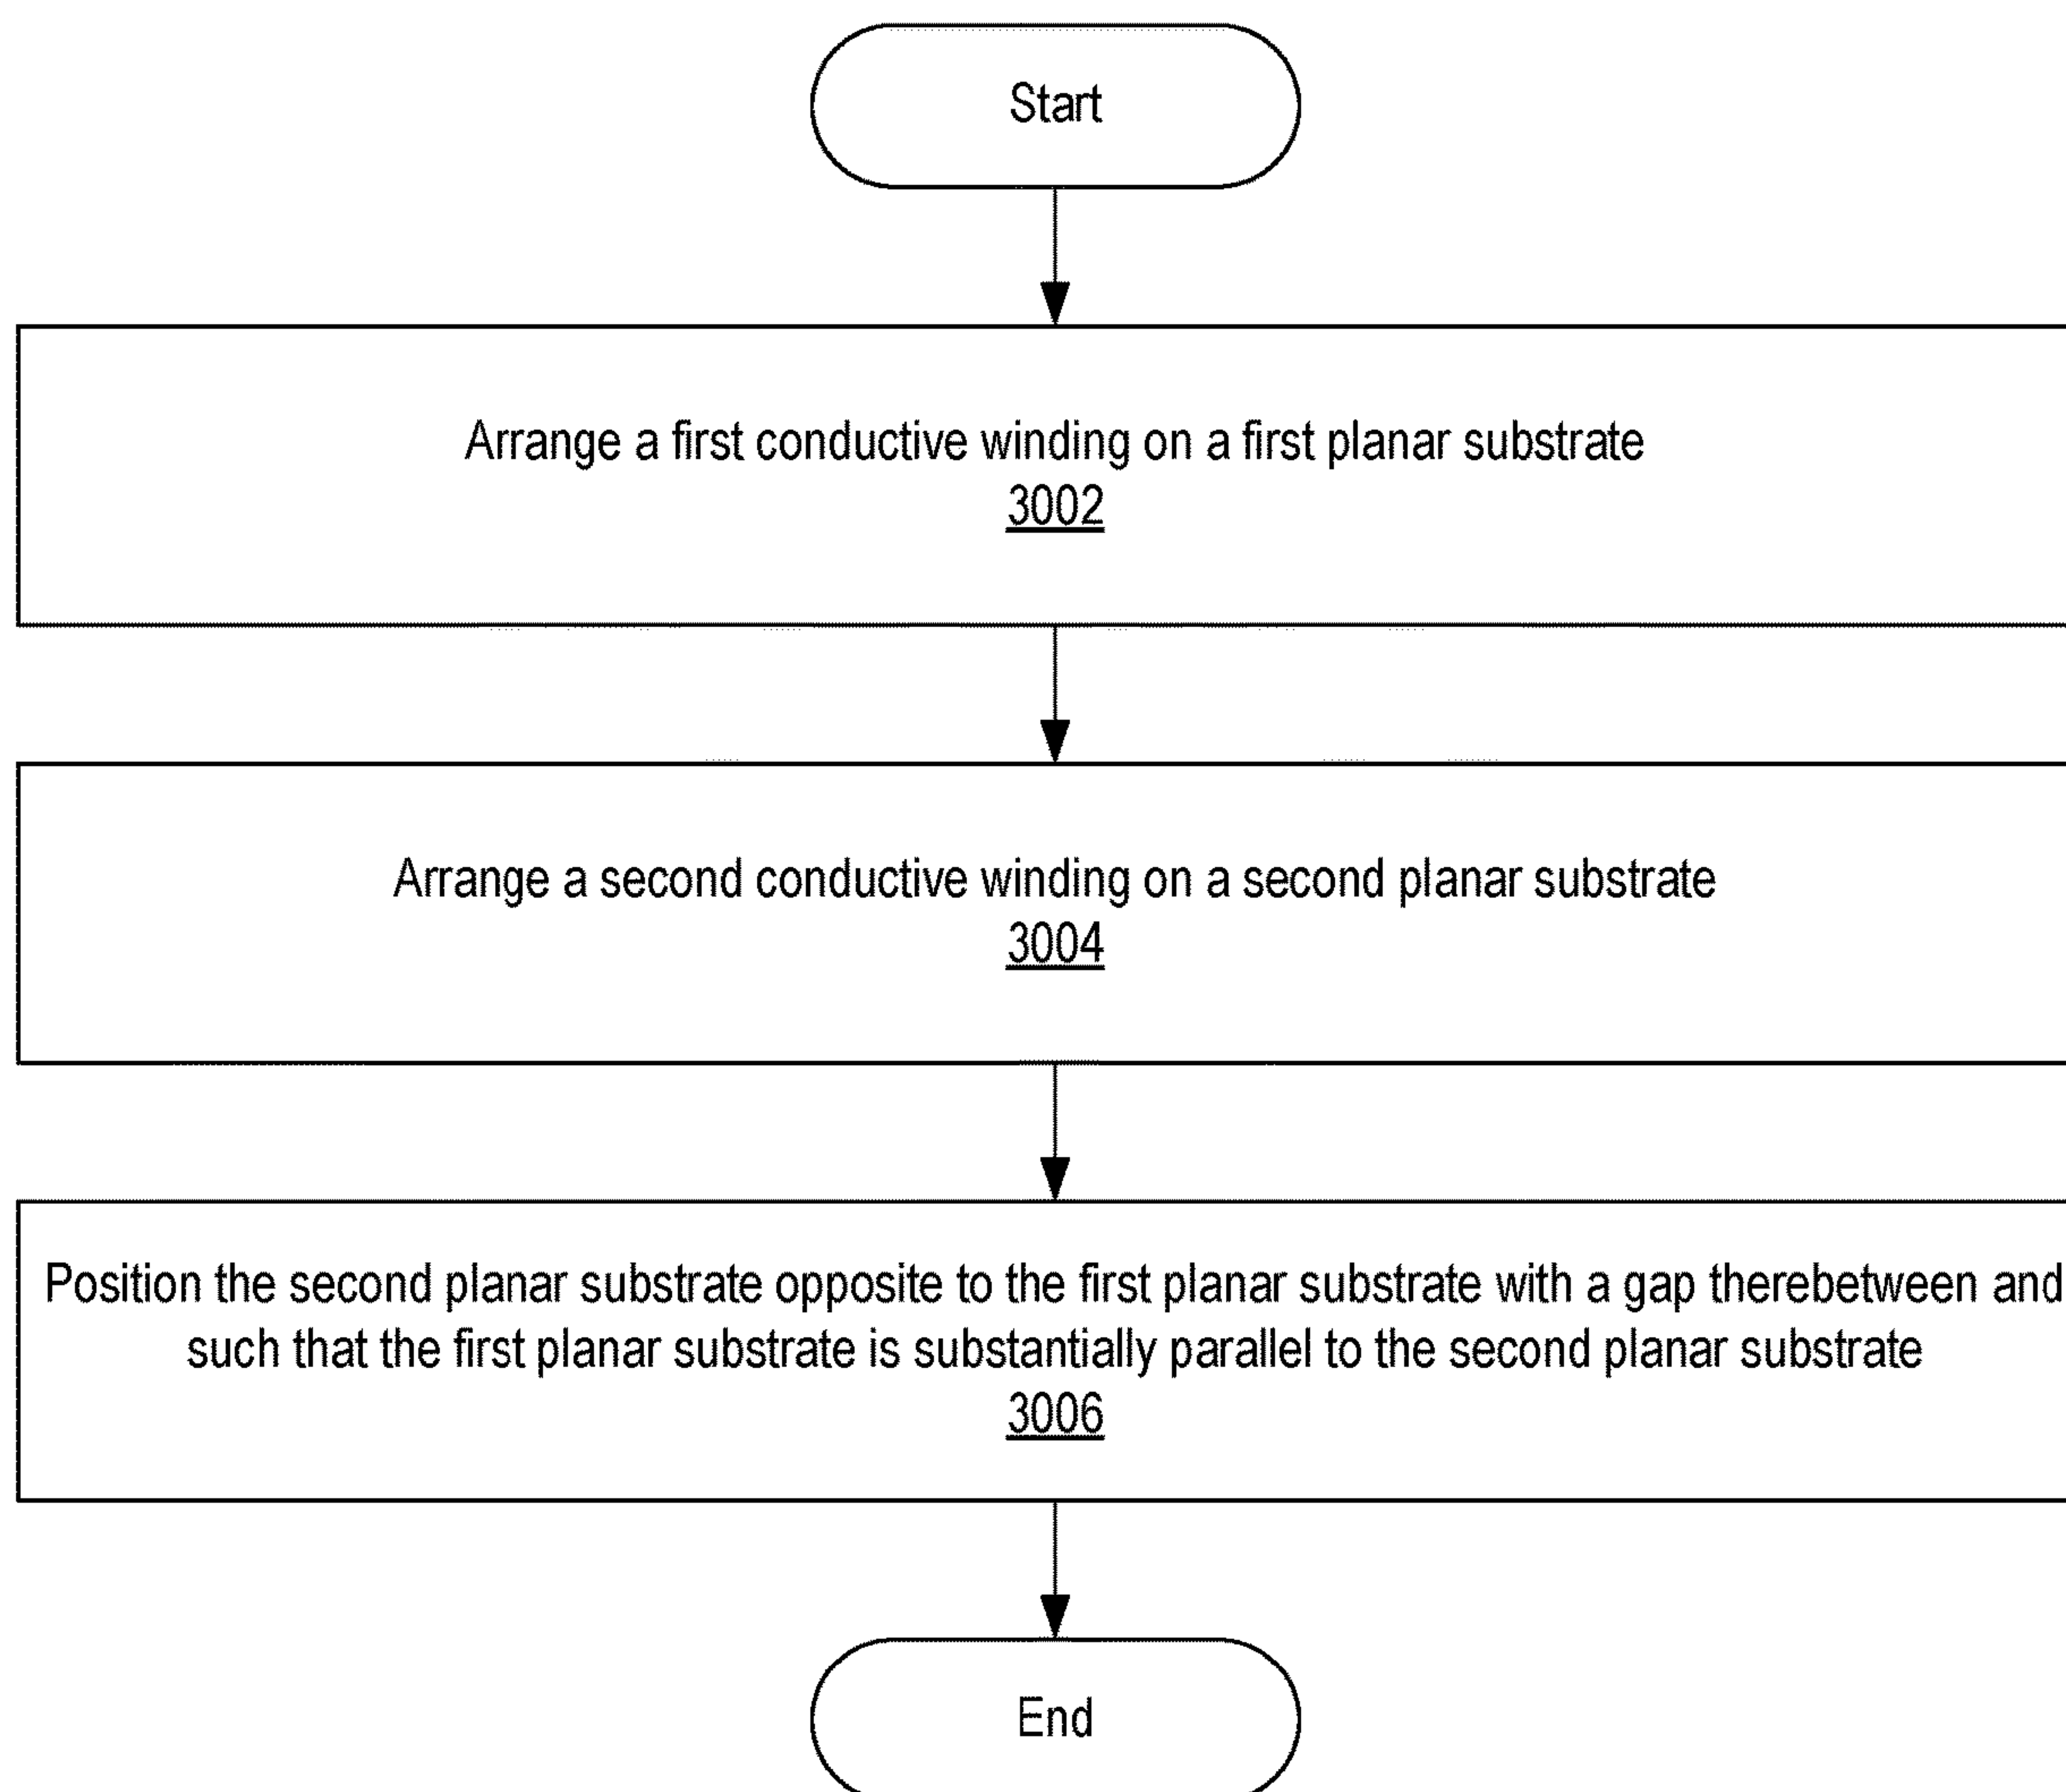 Start
Arrange a first conductive winding on a first planar substrate
3002
Arrange a second conductive winding on a second planar substrate
3004
Position the second planar substrate opposite to the first planar substrate with a gap therebetween and
such that the first planar substrate is substantially parallel to the second planar substrate
3006
End